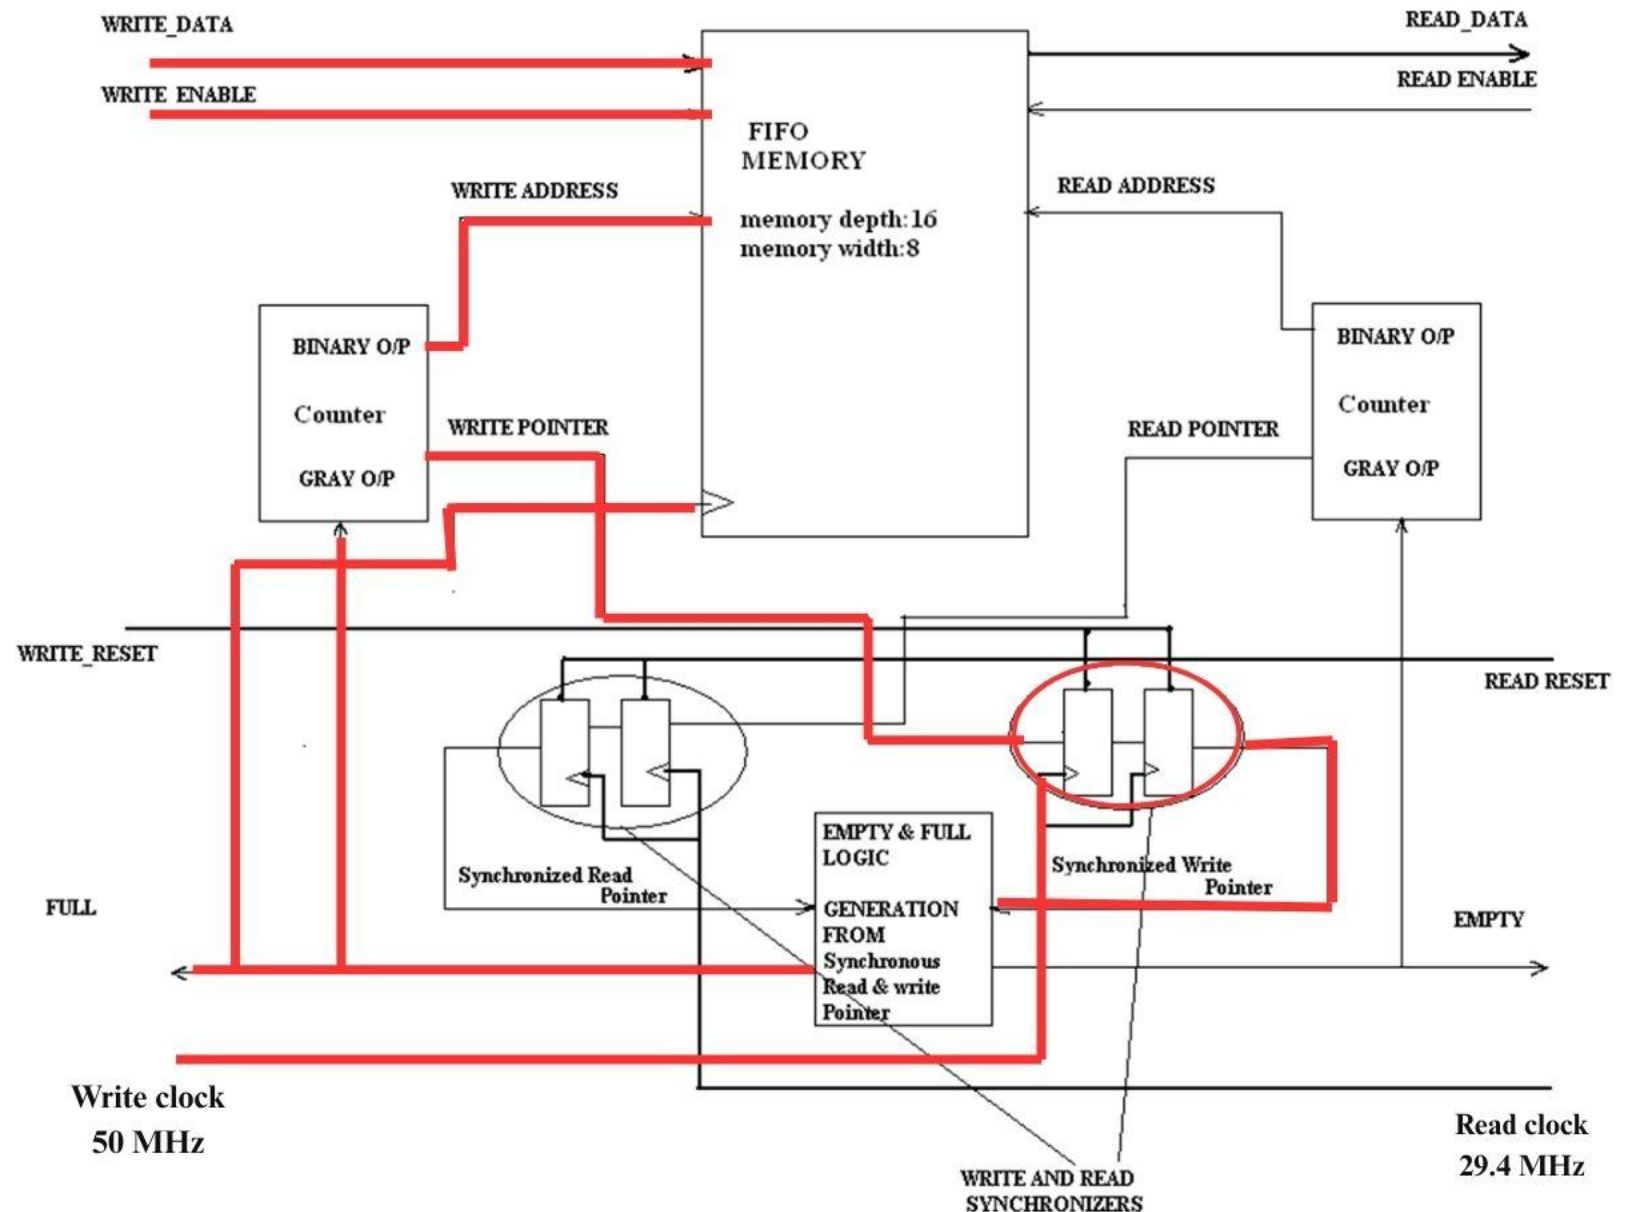 WRITE_DATA
READ_DATA
WRITE ENABLE
READ ENABLE
FIFO
MEMORY
WRITE ADDRESS
READ ADDRESS
memory depth:16
memory width:8
BINARY O/P
Counter
GRAY O/P
BINARY O/P
Counter
GRAY O/P
WRITE POINTER
READ POINTER
WRITE_RESET
READ RESET
Synchronized Read
Pointer
EMPTY & FULL
LOGIC
GENERATION
FROM
Synchronous
Read & write
Pointer
Synchronized Write
Pointer
FULL
EMPTY
Write clock
50 MHz
Read clock
29.4 MHz
WRITE AND READ
SYNCHRONIZERS